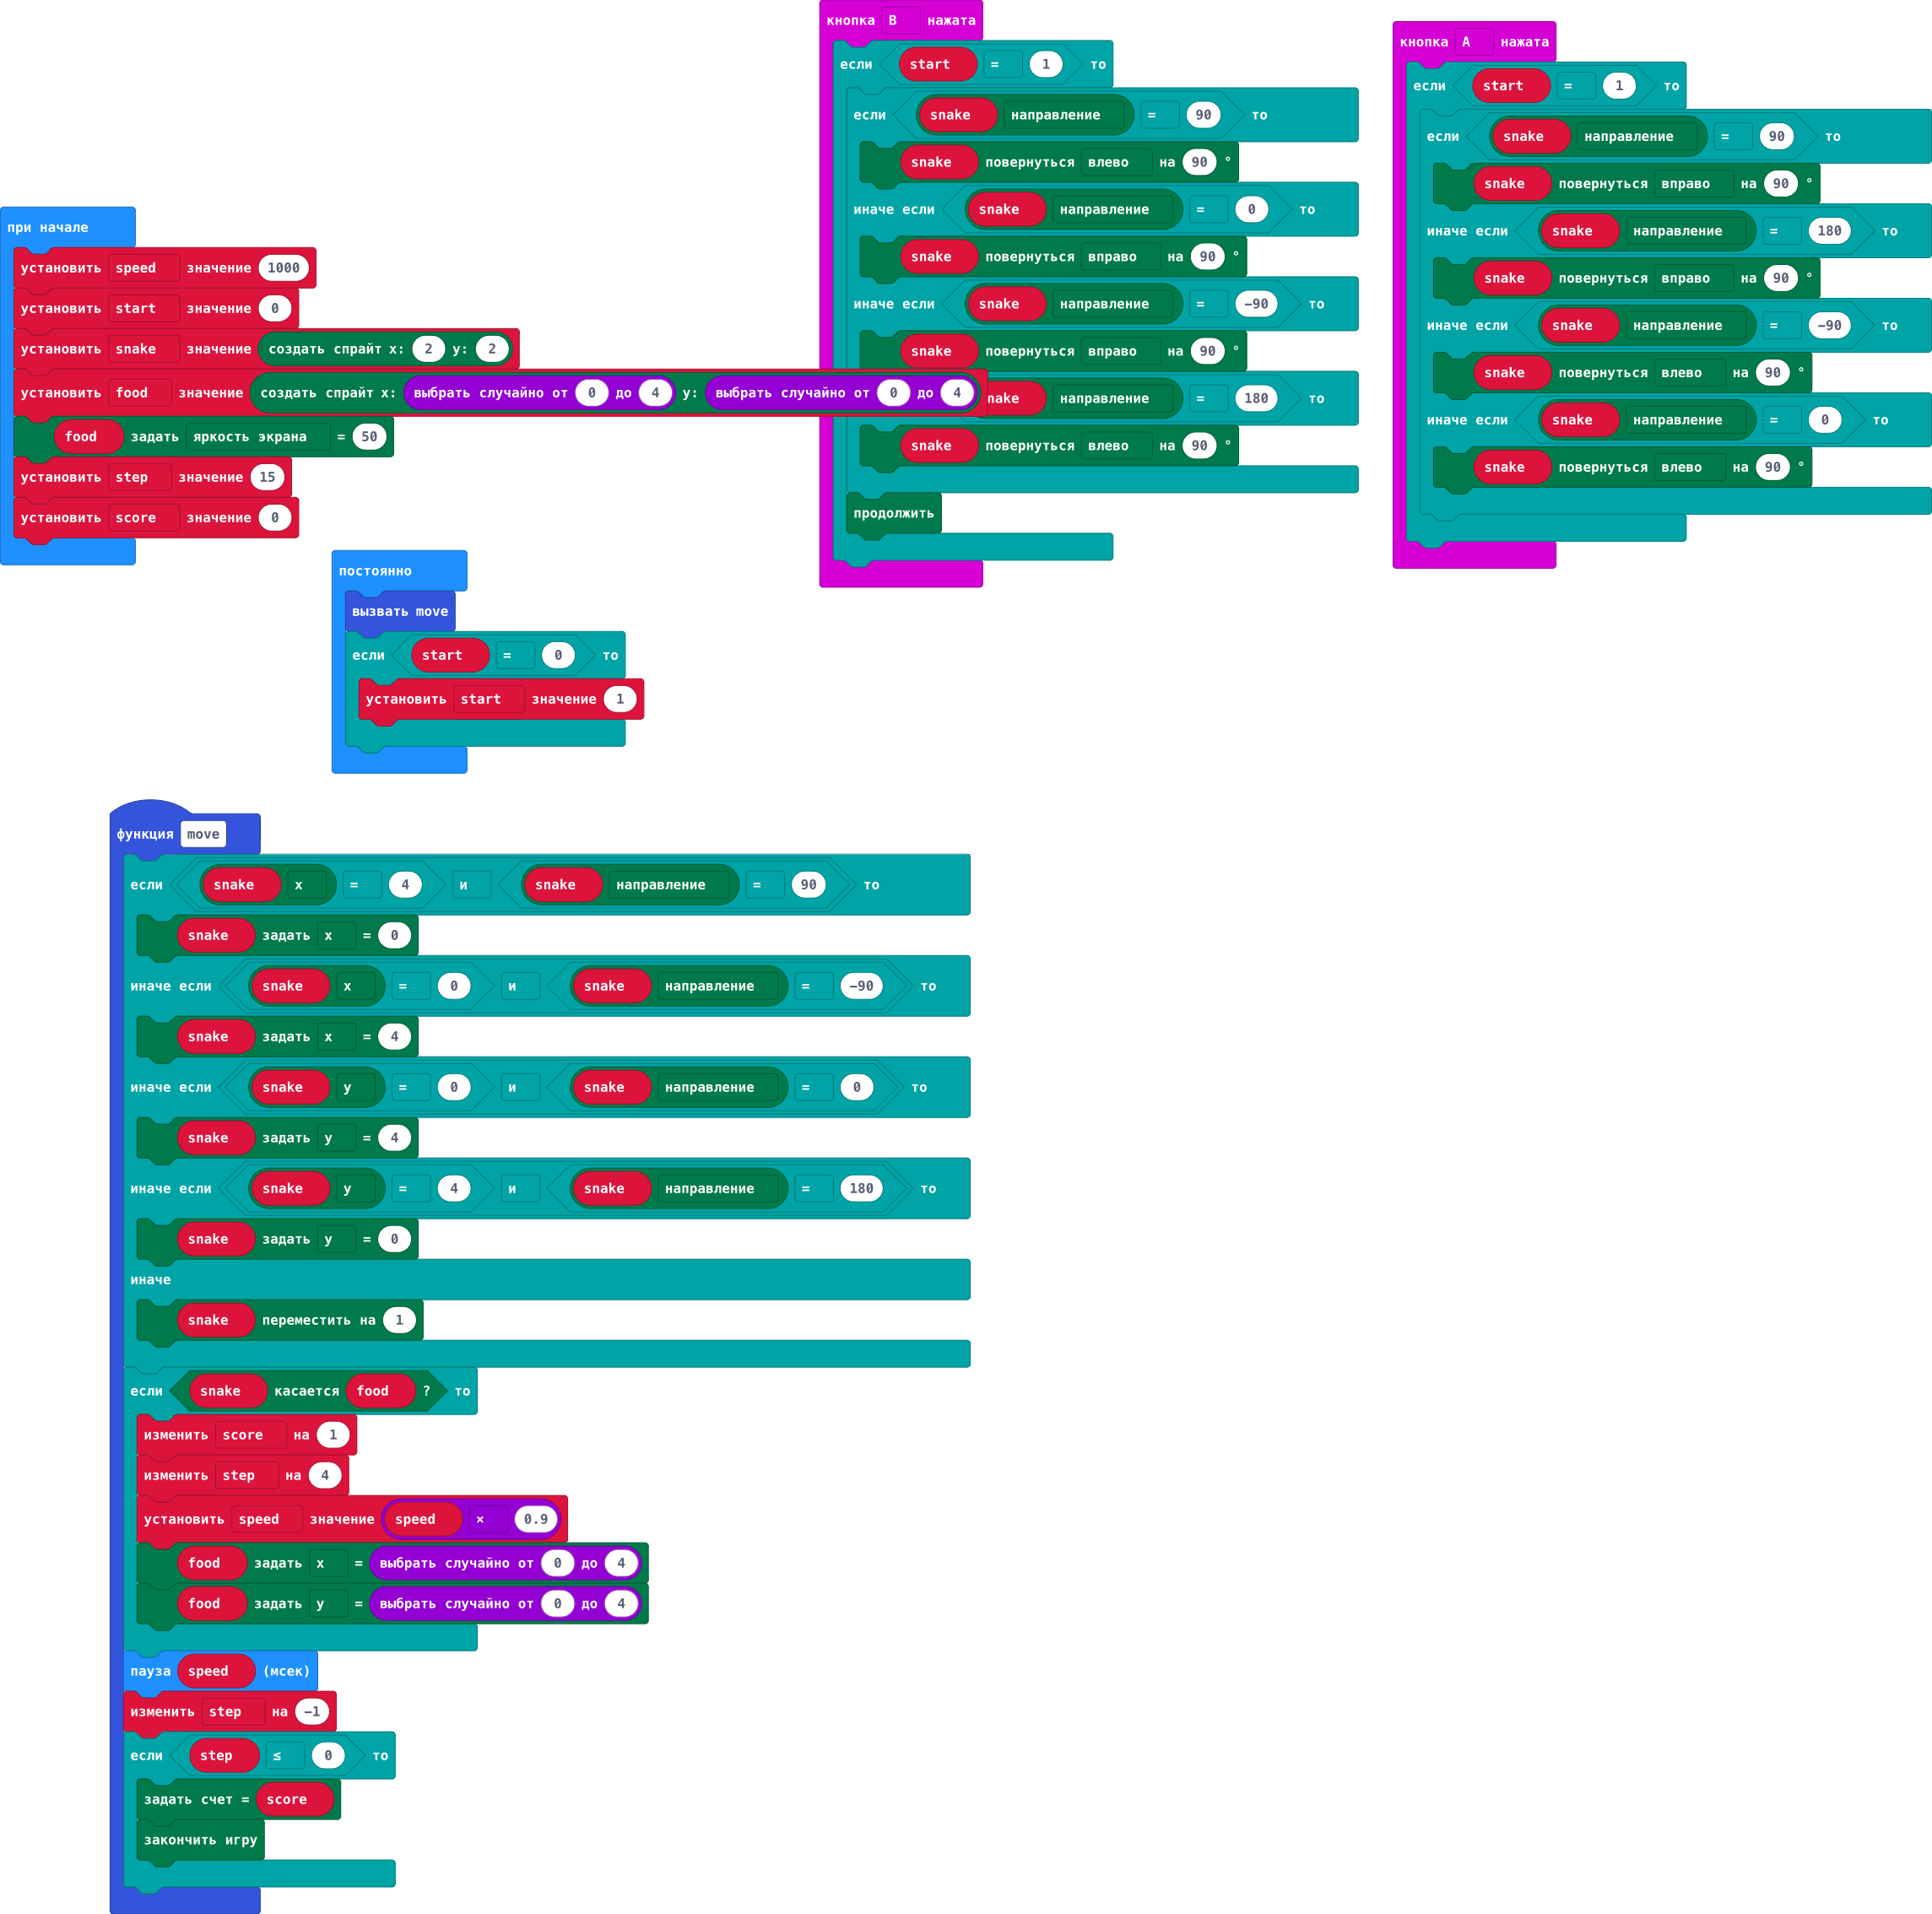 при начале
установить speed значение 1000
установить start значение 0
установить snake значение создать спрайт x: 2 y: 2
установить food значение создать спрайт x: выбрать случайно от 0 до 4 y: выбрать случайно от 0 до 4
food задать яркость экрана = 50
установить step значение 15
установить score значение 0
постоянно
вызвать move
если start = 0 то
установить start значение 1
кнопка B нажата
если start = 1 то
если snake направление = 90 то
snake повернуться влево на 90 °
иначе если snake направление = 0 то
snake повернуться вправо на 90 °
иначе если snake направление = −90 то
snake повернуться вправо на 90 °
nake направление = 180 то
snake повернуться влево на 90 °
продолжить
кнопка A нажата
если start = 1 то
если snake направление = 90 то
snake повернуться вправо на 90 °
иначе если snake направление = 180 то
snake повернуться вправо на 90 °
иначе если snake направление = −90 то
snake повернуться влево на 90 °
иначе если snake направление = 0 то
snake повернуться влево на 90 °
функция move
если snake x = 4 и snake направление = 90 то
snake задать x = 0
иначе если snake x = 0 и snake направление = −90 то
snake задать x = 4
иначе если snake y = 0 и snake направление = 0 то
snake задать y = 4
иначе если snake y = 4 и snake направление = 180 то
snake задать y = 0
иначе
snake переместить на 1
если snake касается food ? то
изменить score на 1
изменить step на 4
установить speed значение speed × 0.9
food задать x = выбрать случайно от 0 до 4
food задать y = выбрать случайно от 0 до 4
пауза speed (мсек)
изменить step на −1
если step ≤ 0 то
задать счет = score
закончить игру